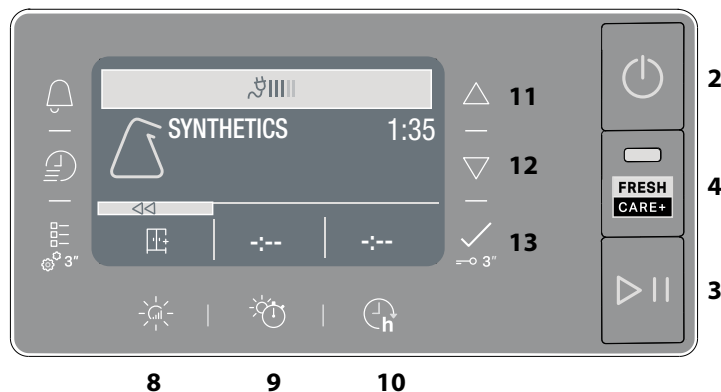 2
11
SYNTHETICS 1:35
12
FRESH
CARE+
4
-:-- -:--
3" 3" 13
3
h
8 9 10